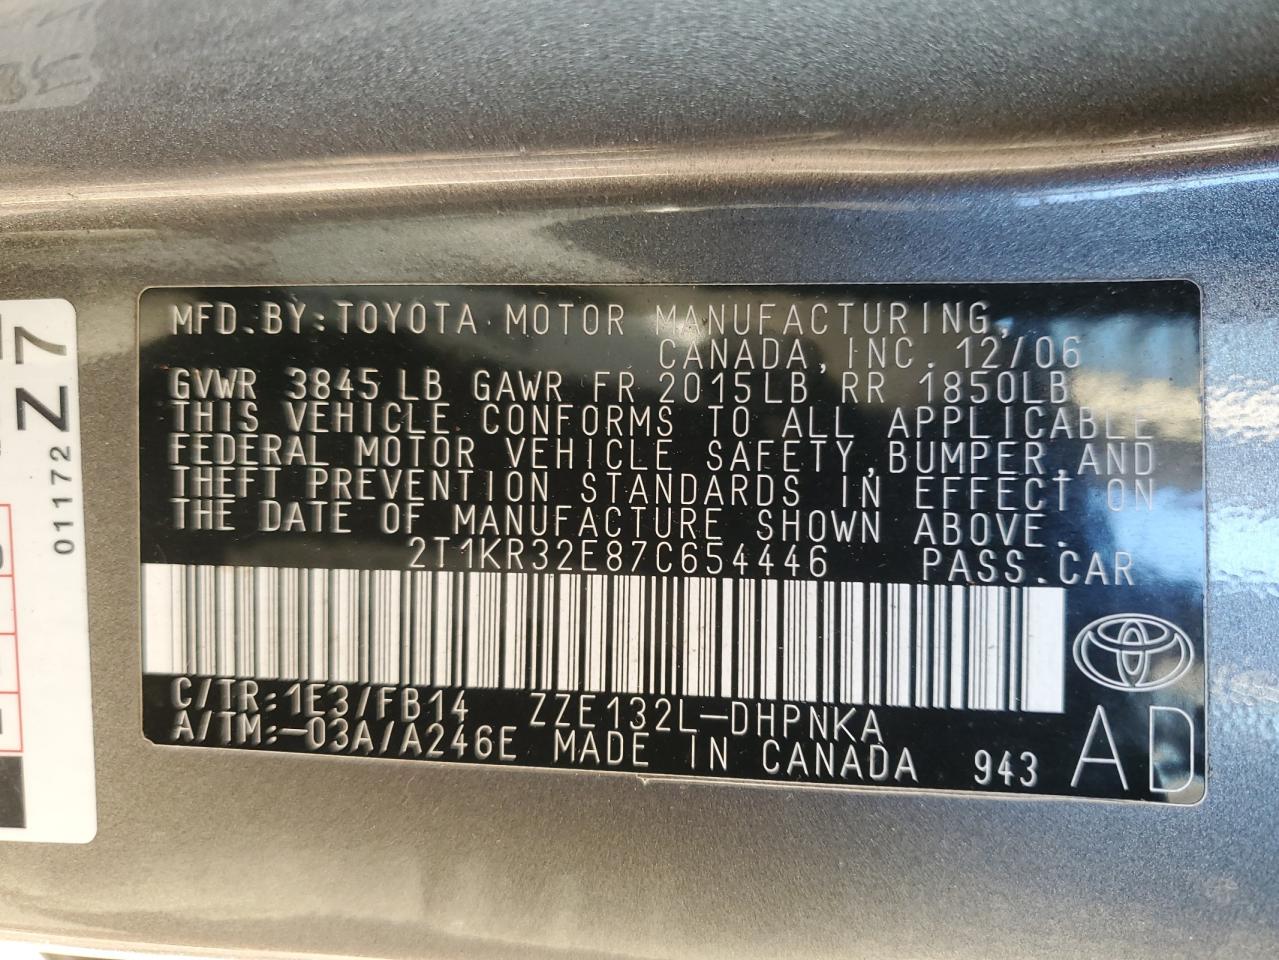 MFD.BY:TOYOTA MOTOR MANUFACTURING,
CANADA,INC. 12/06
GVWR 3845LB GAWR FR 2015LB RR 1850LB
THIS VEHICLE CONFORMS TO ALL APPLICABLE
FEDERAL MOTOR VEHICLE SAFETY,BUMPER,AND
THEFT PREVENTION STANDARDS IN EFFECT ON
THE DATE OF MANUFACTURE SHOWN ABOVE.
2T1KR32E87C654446 PASS.CAR
C/TR:1E3/FB14 ZZE132L-DHPNKA
A/TM:-03A/A246E MADE IN CANADA 943
AD
01172
Z7